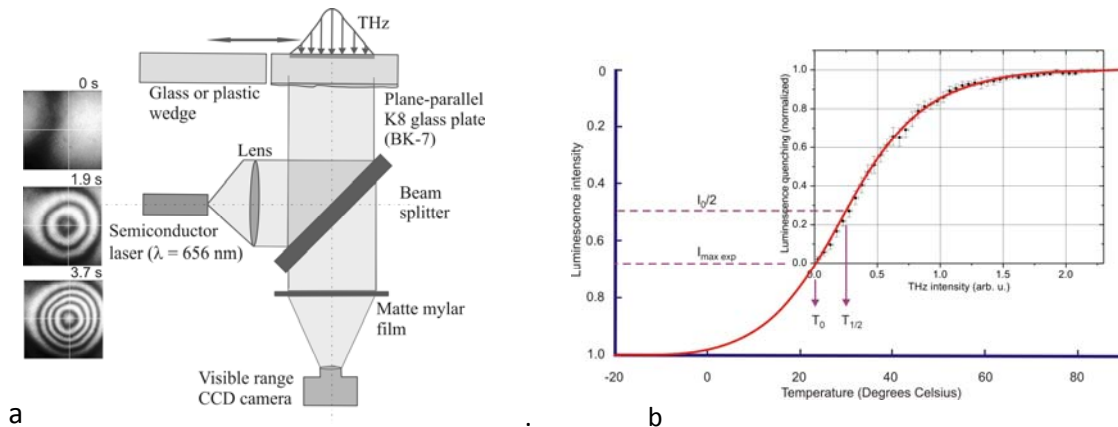 THz
Glass or plastic
wedge
Plane-parallel
K8 glass plate
(BK-7)
0 s
Lens
1.9 s
Beam
splitter
Semiconductor
laser (λ = 656 nm)
3.7 s
Matte mylar
film
Visible range
CCD camera
a
.
Luminescence intensity
0
0.2
0.4
0.6
0.8
1.0
I0/2
Imax exp
T0
T1/2
-20
0
20
40
60
80
Temperature (Degrees Celsius)
Luminescence quenching (normalized)
1.0
0.8
0.6
0.4
0.2
0.0
0.0
0.5
1.0
1.5
2.0
THz intensity (arb. u.)
b